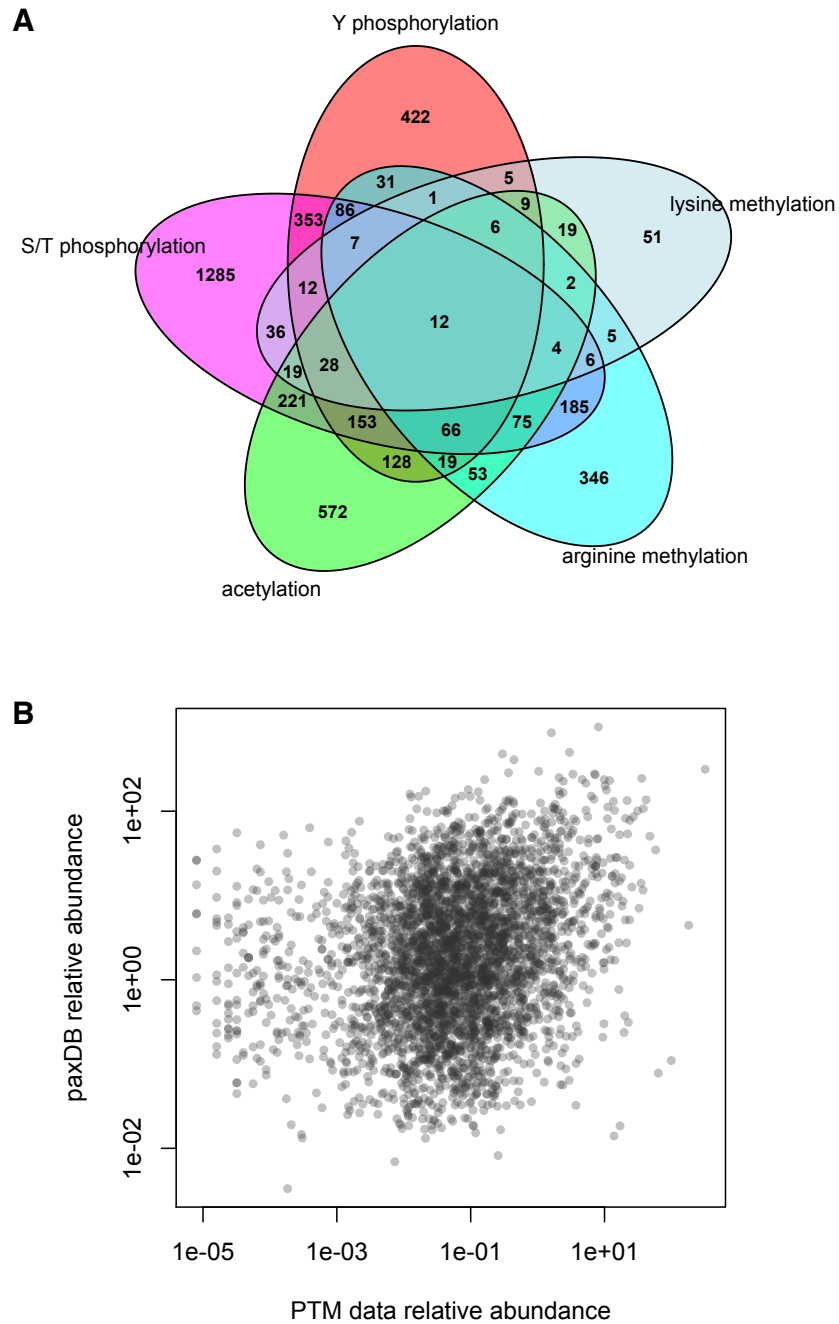 A
Y phosphorylation
422
31
1
5
9
lysine methylation
353
86
6
19
51
S/T phosphorylation
7
1285
12
2
36
12
4
5
6
19
28
221
153
66
75
185
128
19
53
346
572
arginine methylation
acetylation
B
paxDB relative abundance
1e+02
1e+00
1e-02
1e-05
1e-03
1e-01
1e+01
PTM data relative abundance